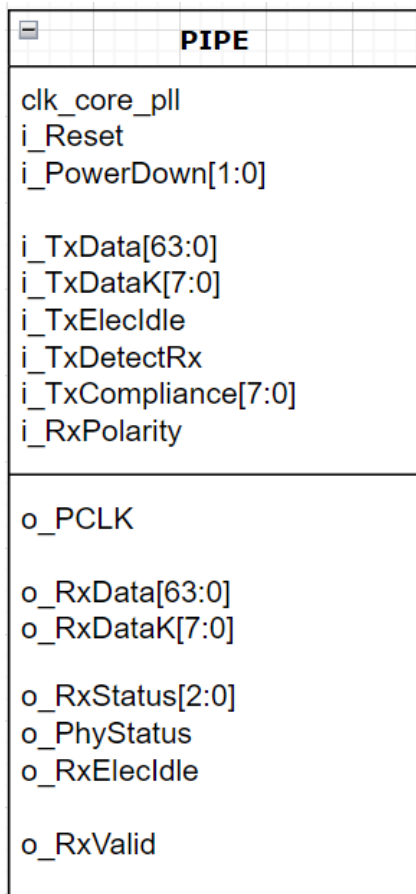 PIPE
clk_core_pll
i_Reset
i_PowerDown[1:0]
i_TxData[63:0]
i_TxDataK[7:0]
i_TxElecIdle
i_TxDetectRx
i_TxCompliance[7:0]
i_RxPolarity
o_PCLK
o_RxData[63:0]
o_RxDataK[7:0]
o_RxStatus[2:0]
o_PhyStatus
o_RxElecIdle
o_RxValid